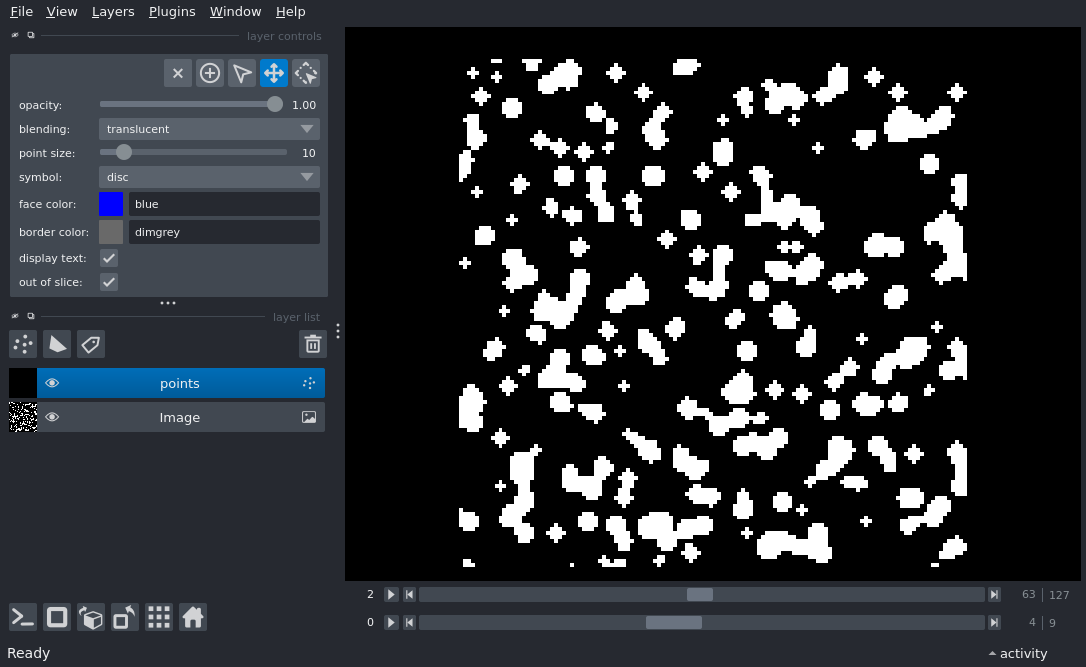 File View Layers Plugins Window Help
layer controls
opacity: 1.00
blending: translucent
point size: 10
symbol: disc
face color: blue
border color: dimgrey
display text:
out of slice:
layer list
points
Image
2 63 127
0 4 9
Ready activity